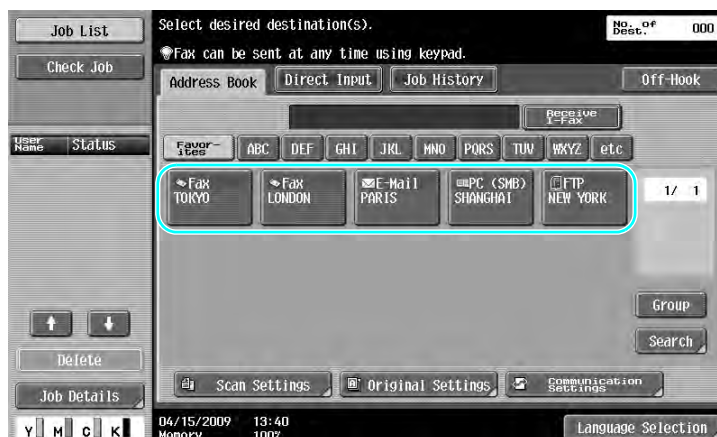 Job List
Check Job
User Name
Status
Delete
Job Details
Y M C K
Select desired destination(s).
No. of Dest. 000
Fax can be sent at any time using keypad.
Address Book
Direct Input
Job History
Off-Hook
Receive I-Fax
Favor-ites
ABC
DEF
GHI
JKL
MNO
PQRS
TUV
WXYZ
etc
Fax
TOKYO
Fax
LONDON
E-Mail
PARIS
PC (SMB)
SHANGHAI
FTP
NEW YORK
1/ 1
Group
Search
Scan Settings
Original Settings
Communication Settings
04/15/2009 13:40
Memory 100%
Language Selection